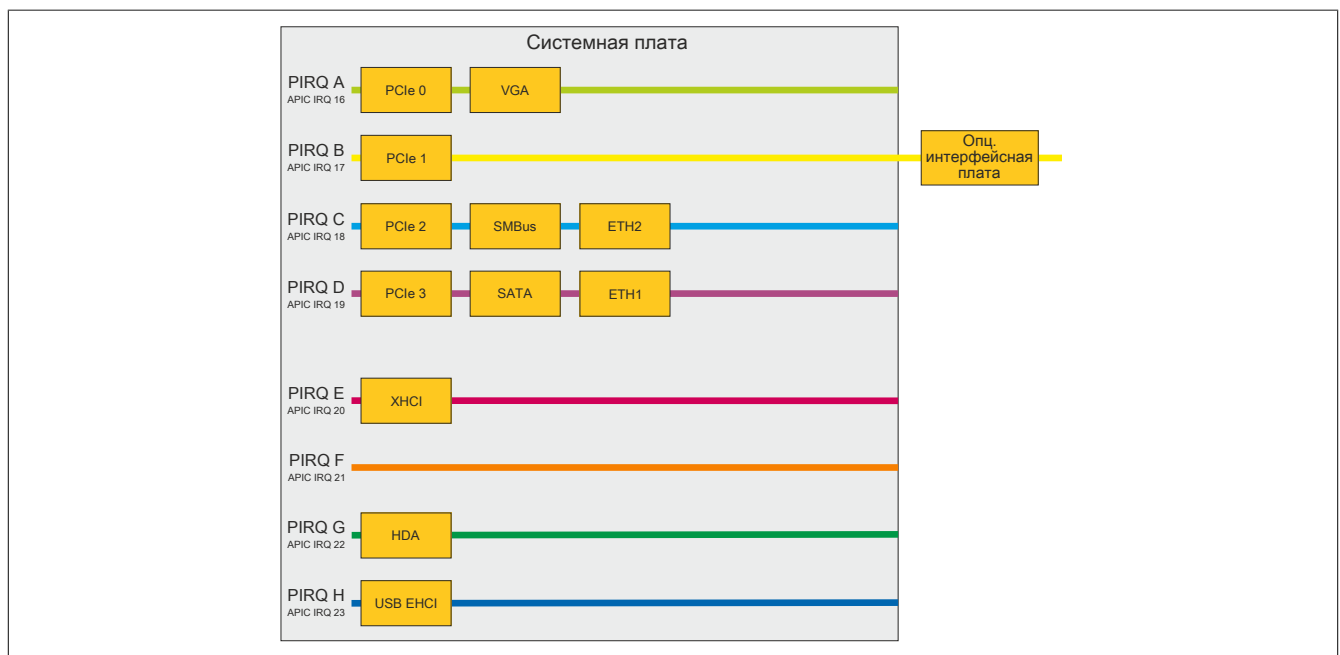 Системная плата
PIRQ A
APIC IRQ 16
PCIe 0
VGA
PIRQ B
APIC IRQ 17
PCIe 1
Опц.
интерфейсная
плата
PIRQ C
APIC IRQ 18
PCIe 2
SMBus
ETH2
PIRQ D
APIC IRQ 19
PCIe 3
SATA
ETH1
PIRQ E
APIC IRQ 20
XHCI
PIRQ F
APIC IRQ 21
PIRQ G
APIC IRQ 22
HDA
PIRQ H
APIC IRQ 23
USB EHCI